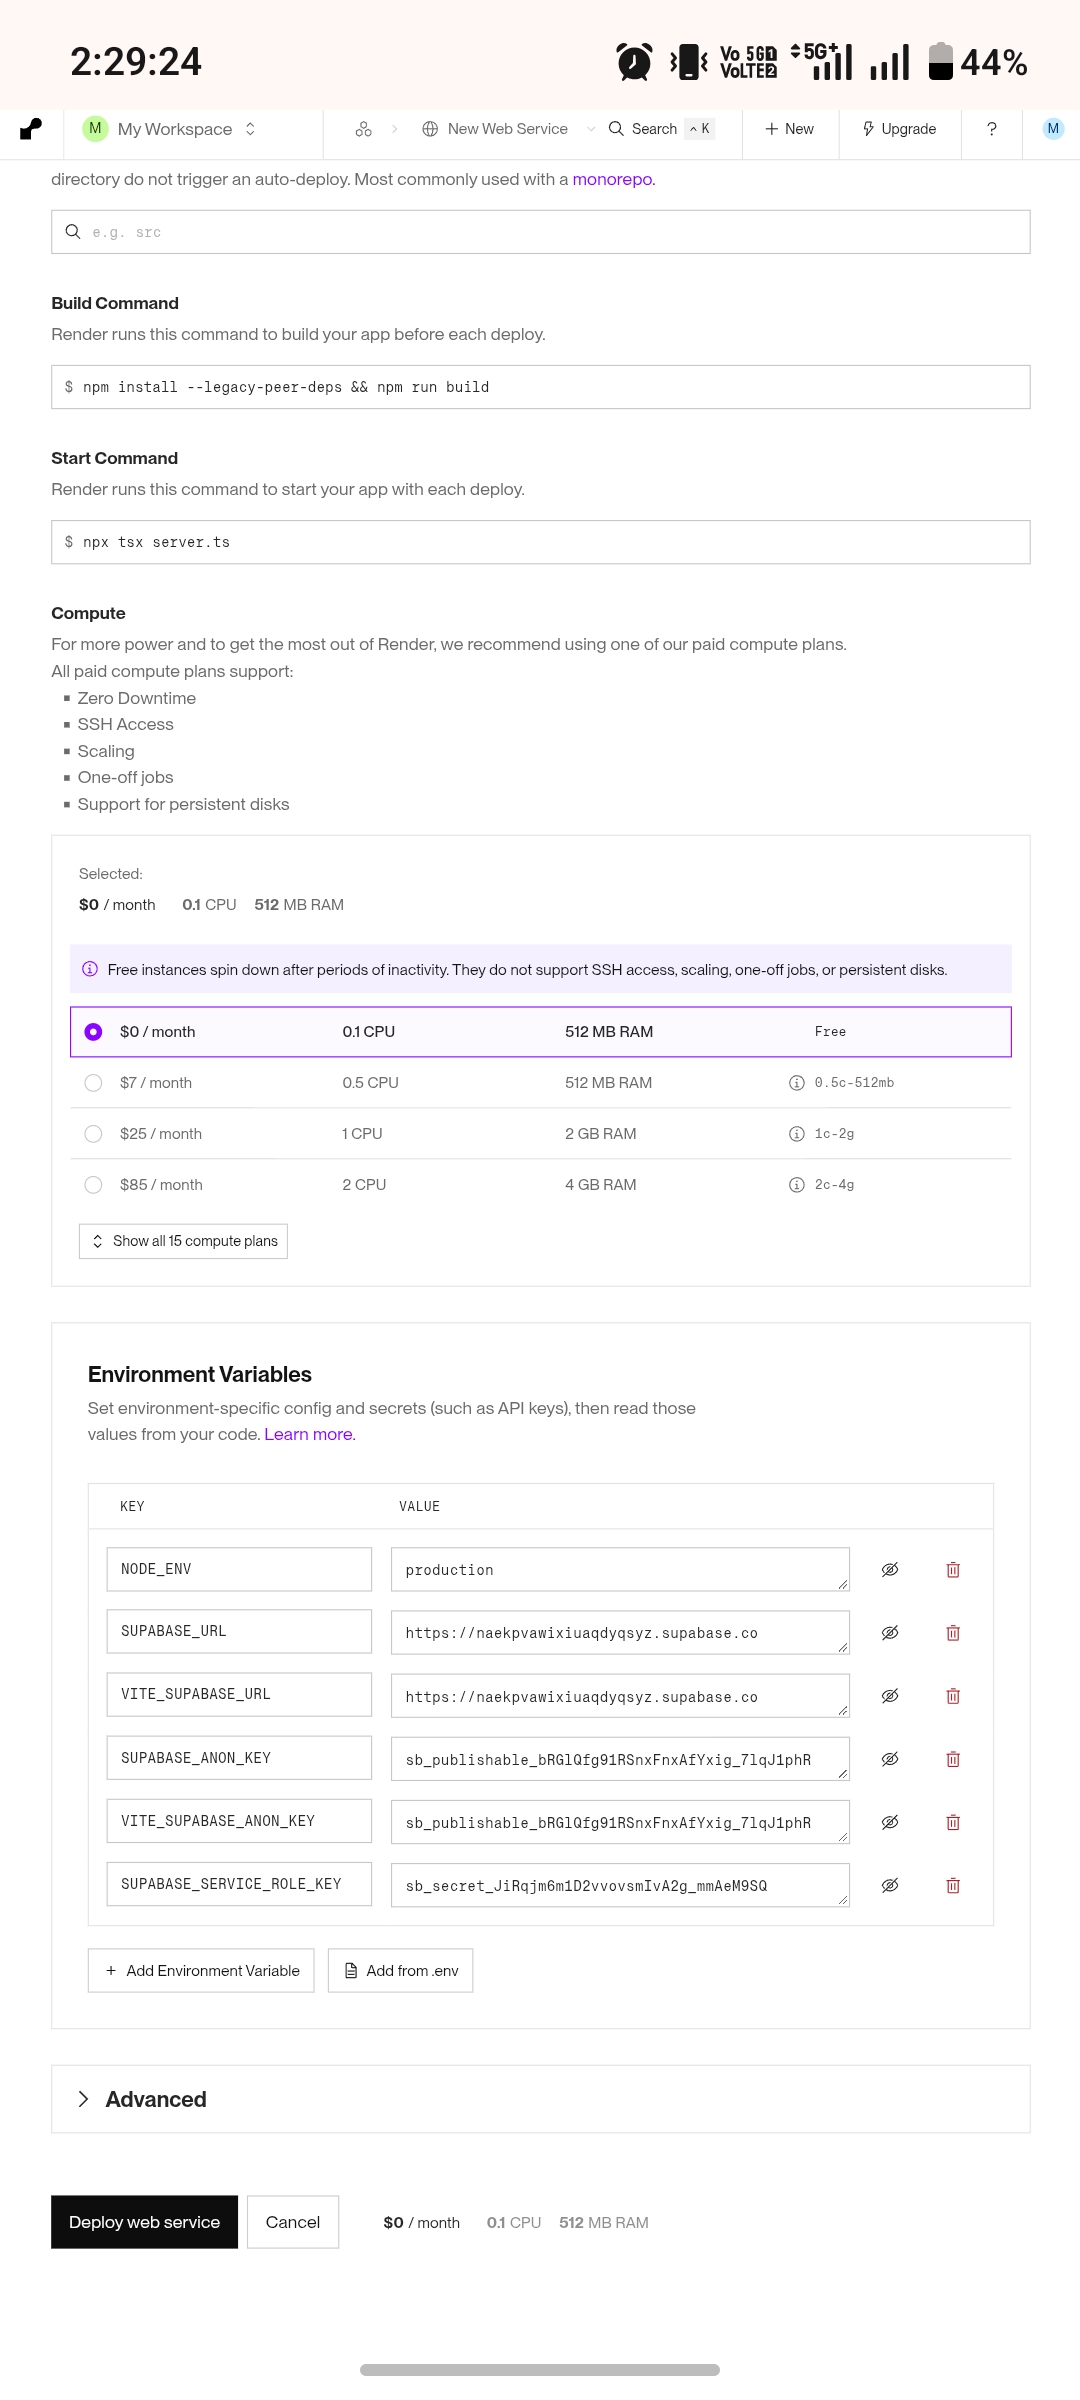 2:29:24
Vo 5G 1
VoLTE 2
5G+
44%
M My Workspace
New Web Service
Search ^ K
+ New
Upgrade
?
M
directory do not trigger an auto-deploy. Most commonly used with a monorepo.
e.g. src
Build Command
Render runs this command to build your app before each deploy.
$ npm install --legacy-peer-deps && npm run build
Start Command
Render runs this command to start your app with each deploy.
$ npx tsx server.ts
Compute
For more power and to get the most out of Render, we recommend using one of our paid compute plans.
All paid compute plans support:
▪ Zero Downtime
▪ SSH Access
▪ Scaling
▪ One-off jobs
▪ Support for persistent disks
Selected:
$0 / month 0.1 CPU 512 MB RAM
Free instances spin down after periods of inactivity. They do not support SSH access, scaling, one-off jobs, or persistent disks.
$0 / month 0.1 CPU 512 MB RAM Free
$7 / month 0.5 CPU 512 MB RAM 0.5c-512mb
$25 / month 1 CPU 2 GB RAM 1c-2g
$85 / month 2 CPU 4 GB RAM 2c-4g
Show all 15 compute plans
Environment Variables
Set environment-specific config and secrets (such as API keys), then read those
values from your code. Learn more.
KEY VALUE
NODE_ENV production
SUPABASE_URL https://naekpvawixiuaqdyqsyz.supabase.co
VITE_SUPABASE_URL https://naekpvawixiuaqdyqsyz.supabase.co
SUPABASE_ANON_KEY sb_publishable_bRGlQfg91RSnxFnxAfYxig_7lqJ1phR
VITE_SUPABASE_ANON_KEY sb_publishable_bRGlQfg91RSnxFnxAfYxig_7lqJ1phR
SUPABASE_SERVICE_ROLE_KEY sb_secret_JiRqjm6m1D2vvovsmIvA2g_mmAeM9SQ
+ Add Environment Variable
Add from .env
Advanced
Deploy web service
Cancel
$0 / month 0.1 CPU 512 MB RAM